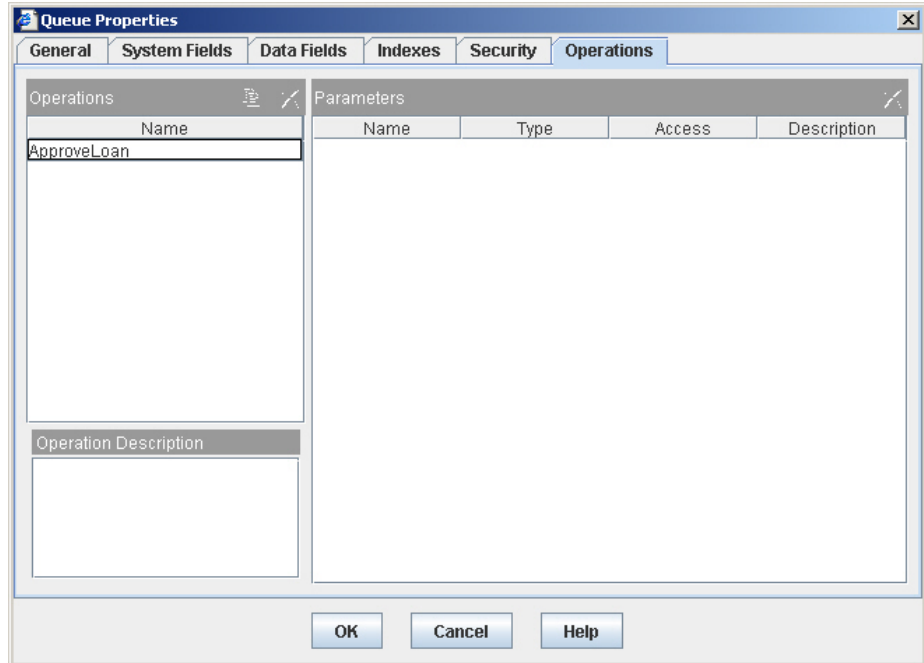 Queue Properties
General System Fields Data Fields Indexes Security Operations
Operations
Name
ApproveLoan
Operation Description
Parameters
Name Type Access Description
OK Cancel Help